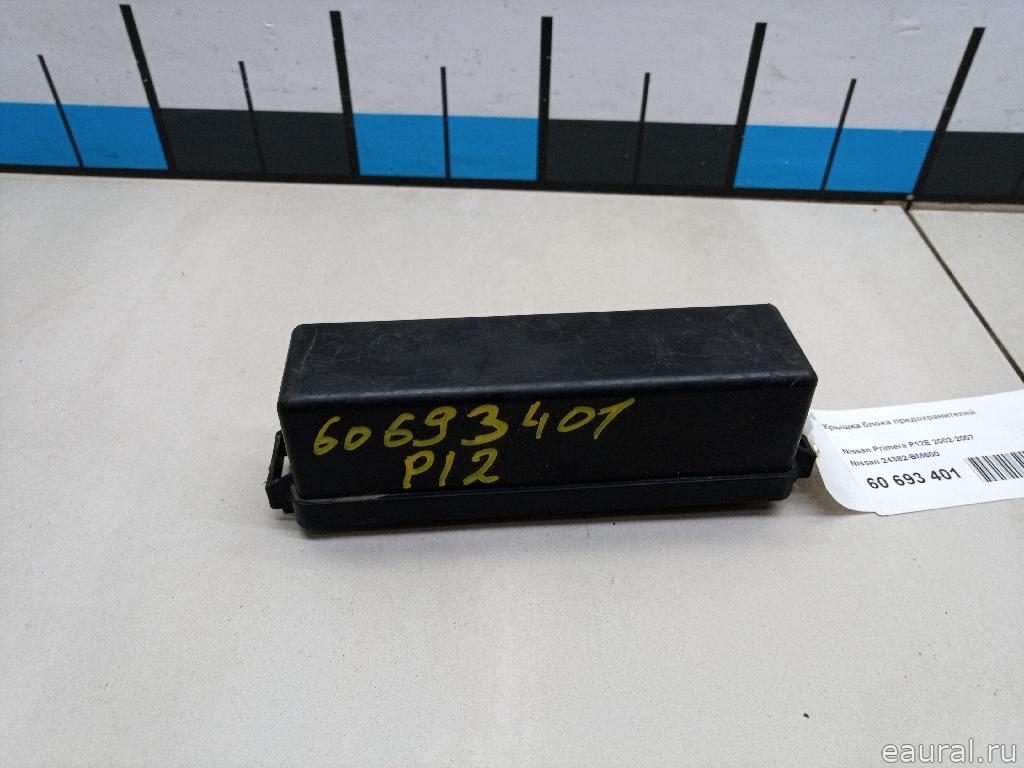 60693401
P12
Крышка блока предохранителей
Nissan Primera P12E 2002-2007
Nissan 24382-BM600
60 693 401
eaural.ru